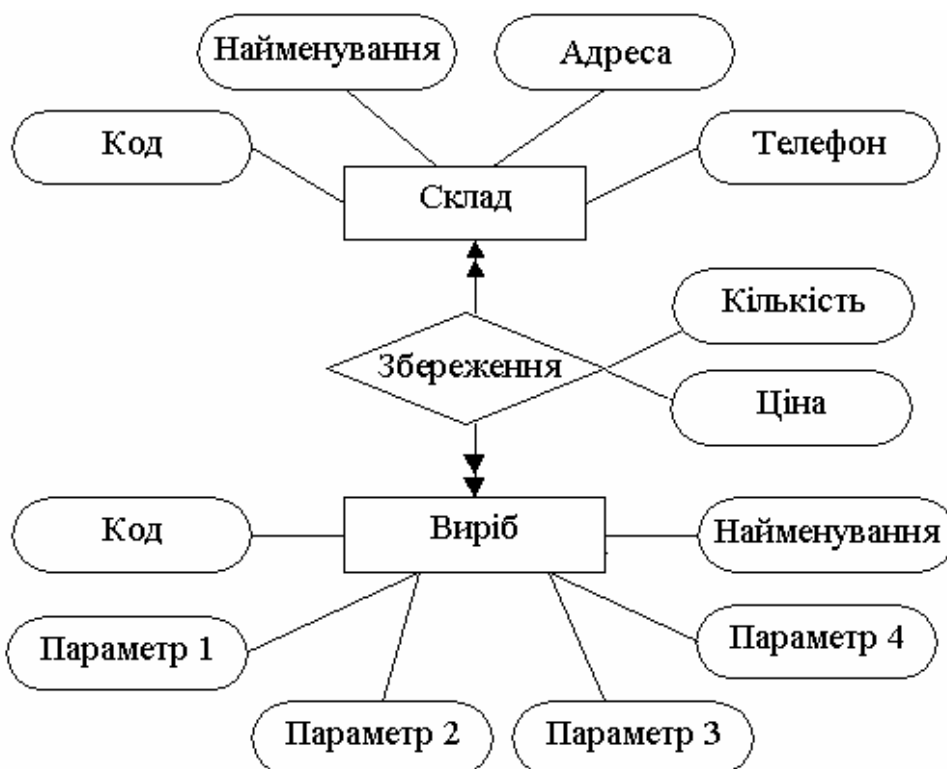 Найменування
Адреса
Код
Телефон
Склад
Кількість
Збереження
Ціна
Код
Виріб
Найменування
Параметр 1
Параметр 4
Параметр 2
Параметр 3